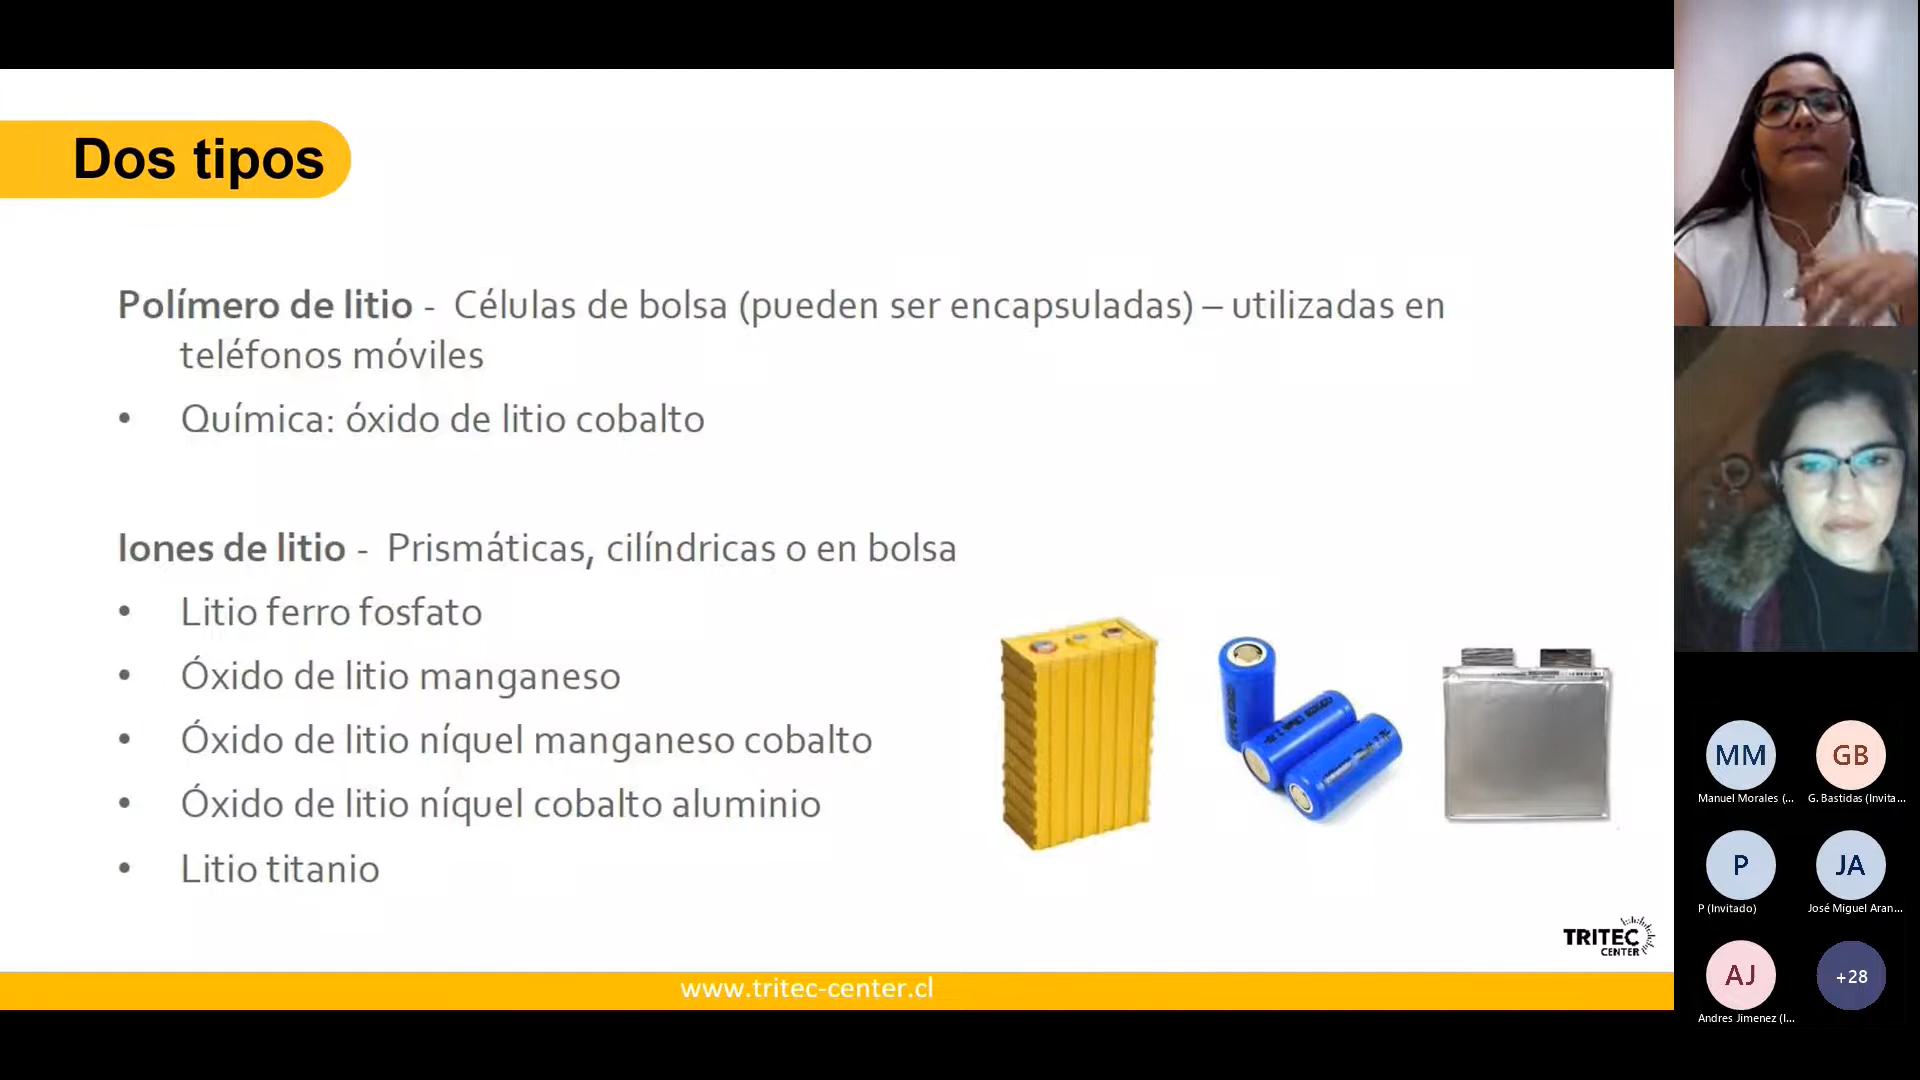 Dos tipos
Polímero de litio - Células de bolsa (pueden ser encapsuladas) – utilizadas en
teléfonos móviles
• Química: óxido de litio cobalto
Iones de litio - Prismáticas, cilíndricas o en bolsa
• Litio ferro fosfato
• Óxido de litio manganeso
• Óxido de litio níquel manganeso cobalto
• Óxido de litio níquel cobalto aluminio
• Litio titanio
TRITEC
CENTER
www.tritec-center.cl
MM
GB
Manuel Morales (...
G. Bastidas (Invita...
P
JA
P (Invitado)
José Miguel Aran...
AJ
+28
Andres Jimenez (I...